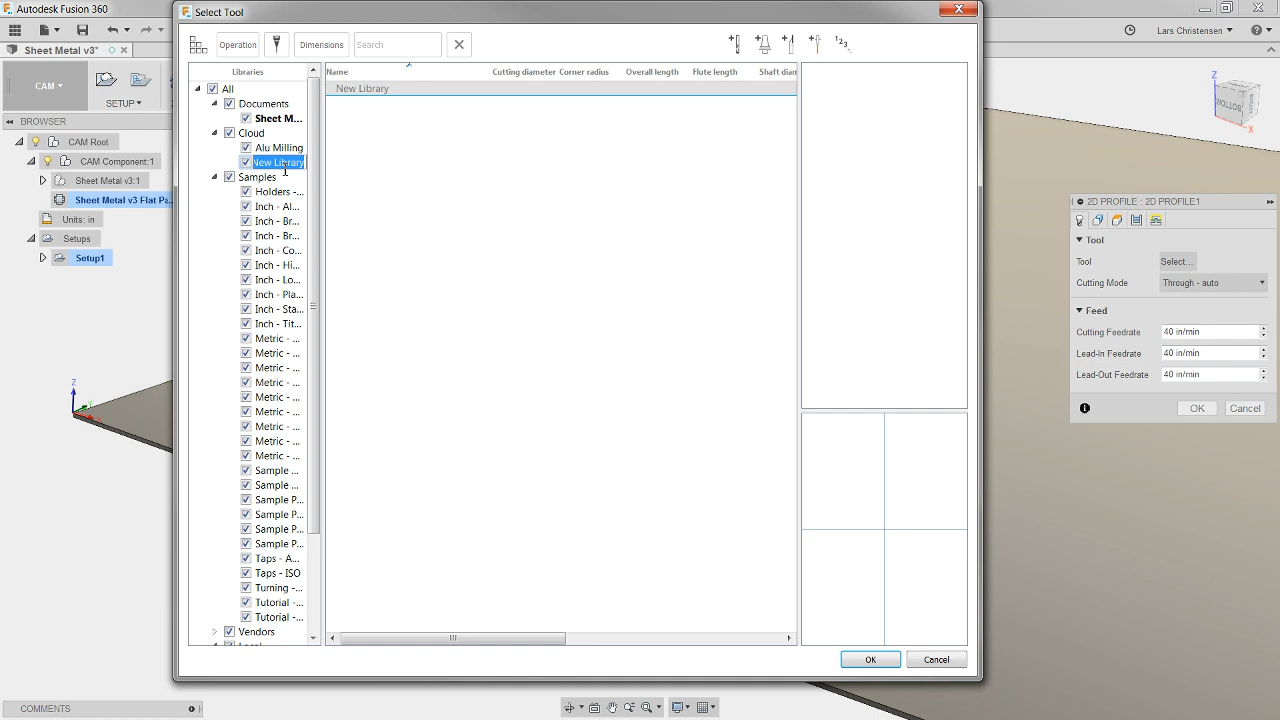 Autodesk Fusion 360
Select Tool
Lars Christensen
Sheet Metal v3*
CAM
SETUP
BROWSER
CAM Root
CAM Component:1
Sheet Metal v3:1
Sheet Metal v3 Flat Pa...
Units: in
Setups
Setup1
Operation
Dimensions
Search
Libraries
All
Documents
Sheet M...
Cloud
Alu Milling
New Library
Samples
Holders -...
Inch - Al...
Inch - Br...
Inch - Br...
Inch - Co...
Inch - Hi...
Inch - Lo...
Inch - Pla...
Inch - Sta...
Inch - Tit...
Metric - ...
Metric - ...
Metric - ...
Metric - ...
Metric - ...
Metric - ...
Metric - ...
Metric - ...
Metric - ...
Sample ...
Sample ...
Sample P...
Sample P...
Sample P...
Sample P...
Taps - A...
Taps - ISO
Turning -...
Tutorial -...
Tutorial -...
Vendors
Name Cutting diameter Corner radius Overall length Flute length Shaft diam
New Library
OK Cancel
Z
BOTTOM
X
2D PROFILE : 2D PROFILE1
Tool
Tool Select...
Cutting Mode Through - auto
Feed
Cutting Feedrate 40 in/min
Lead-In Feedrate 40 in/min
Lead-Out Feedrate 40 in/min
OK Cancel
Z
COMMENTS